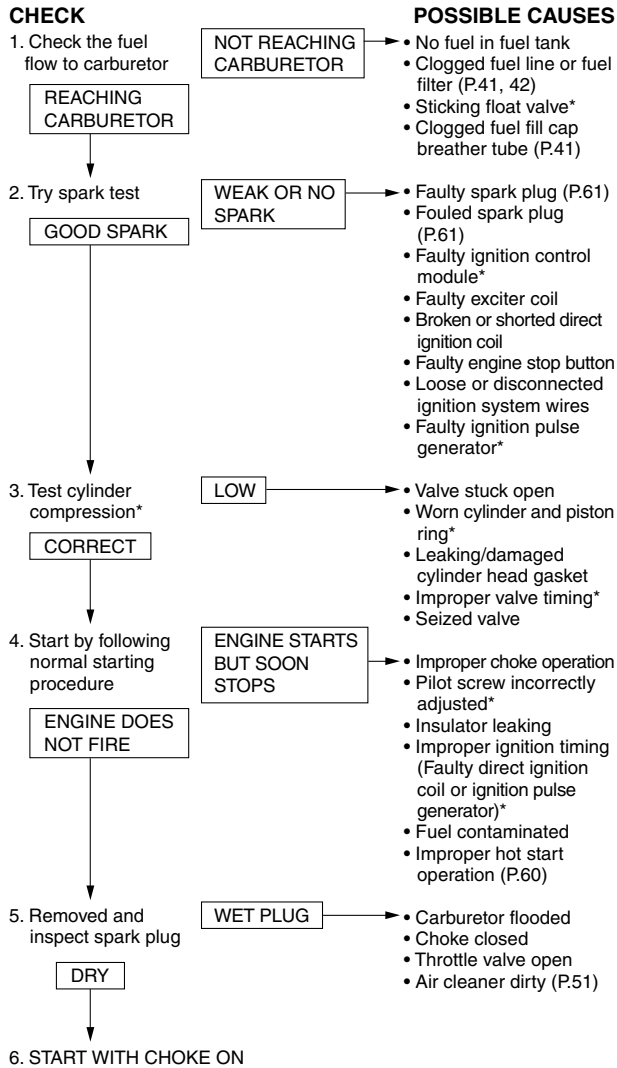 CHECK
POSSIBLE CAUSES
1. Check the fuel
flow to carburetor
REACHING
CARBURETOR
NOT REACHING
CARBURETOR
• No fuel in fuel tank
• Clogged fuel line or fuel
filter (P.41, 42)
• Sticking float valve*
• Clogged fuel fill cap
breather tube (P.41)
2. Try spark test
GOOD SPARK
WEAK OR NO
SPARK
• Faulty spark plug (P.61)
• Fouled spark plug
(P.61)
• Faulty ignition control
module*
• Faulty exciter coil
• Broken or shorted direct
ignition coil
• Faulty engine stop button
• Loose or disconnected
ignition system wires
• Faulty ignition pulse
generator*
3. Test cylinder
compression*
CORRECT
LOW
• Valve stuck open
• Worn cylinder and piston
ring*
• Leaking/damaged
cylinder head gasket
• Improper valve timing*
• Seized valve
4. Start by following
normal starting
procedure
ENGINE DOES
NOT FIRE
ENGINE STARTS
BUT SOON
STOPS
• Improper choke operation
• Pilot screw incorrectly
adjusted*
• Insulator leaking
• Improper ignition timing
(Faulty direct ignition
coil or ignition pulse
generator)*
• Fuel contaminated
• Improper hot start
operation (P.60)
5. Removed and
inspect spark plug
DRY
WET PLUG
• Carburetor flooded
• Choke closed
• Throttle valve open
• Air cleaner dirty (P.51)
6. START WITH CHOKE ON